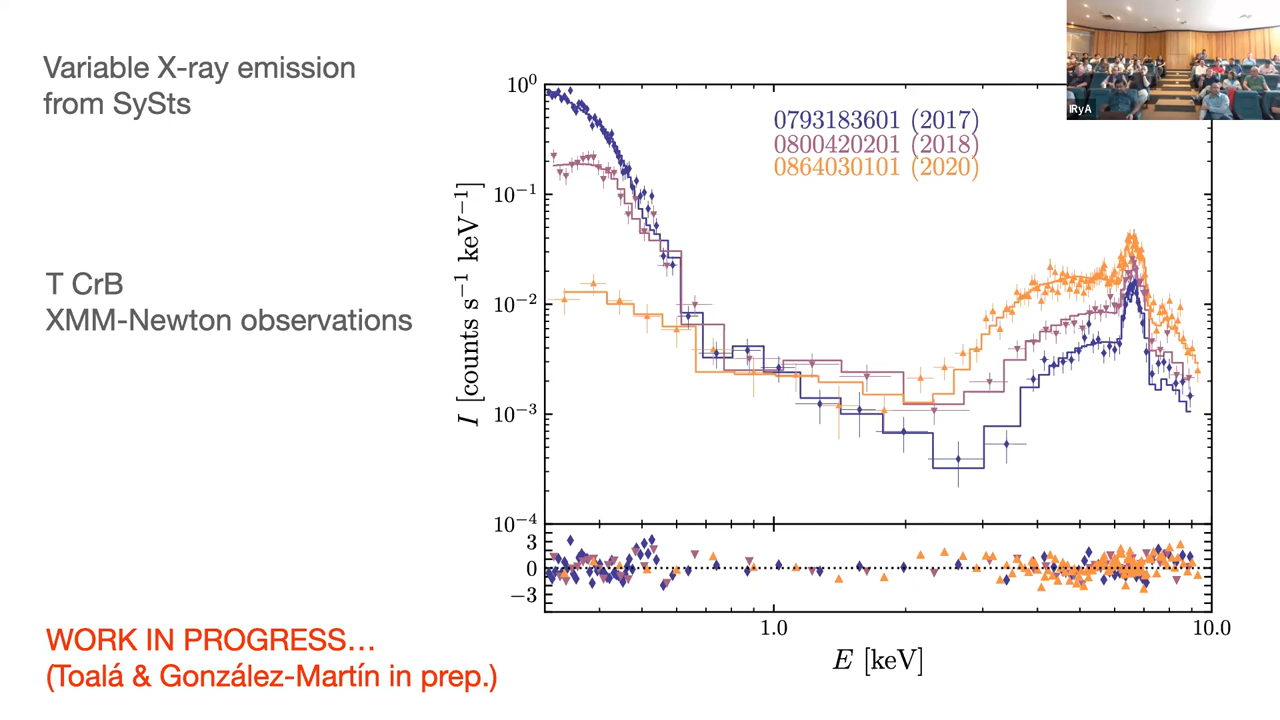 Variable X-ray emission
from SySts
IRyA
T CrB
XMM-Newton observations
WORK IN PROGRESS…
(Toalá & González-Martín in prep.)
0793183601 (2017)
0800420201 (2018)
0864030101 (2020)
I [counts s⁻¹ keV⁻¹]
10⁰
10⁻¹
10⁻²
10⁻³
10⁻⁴
3
0
−3
1.0
10.0
E [keV]